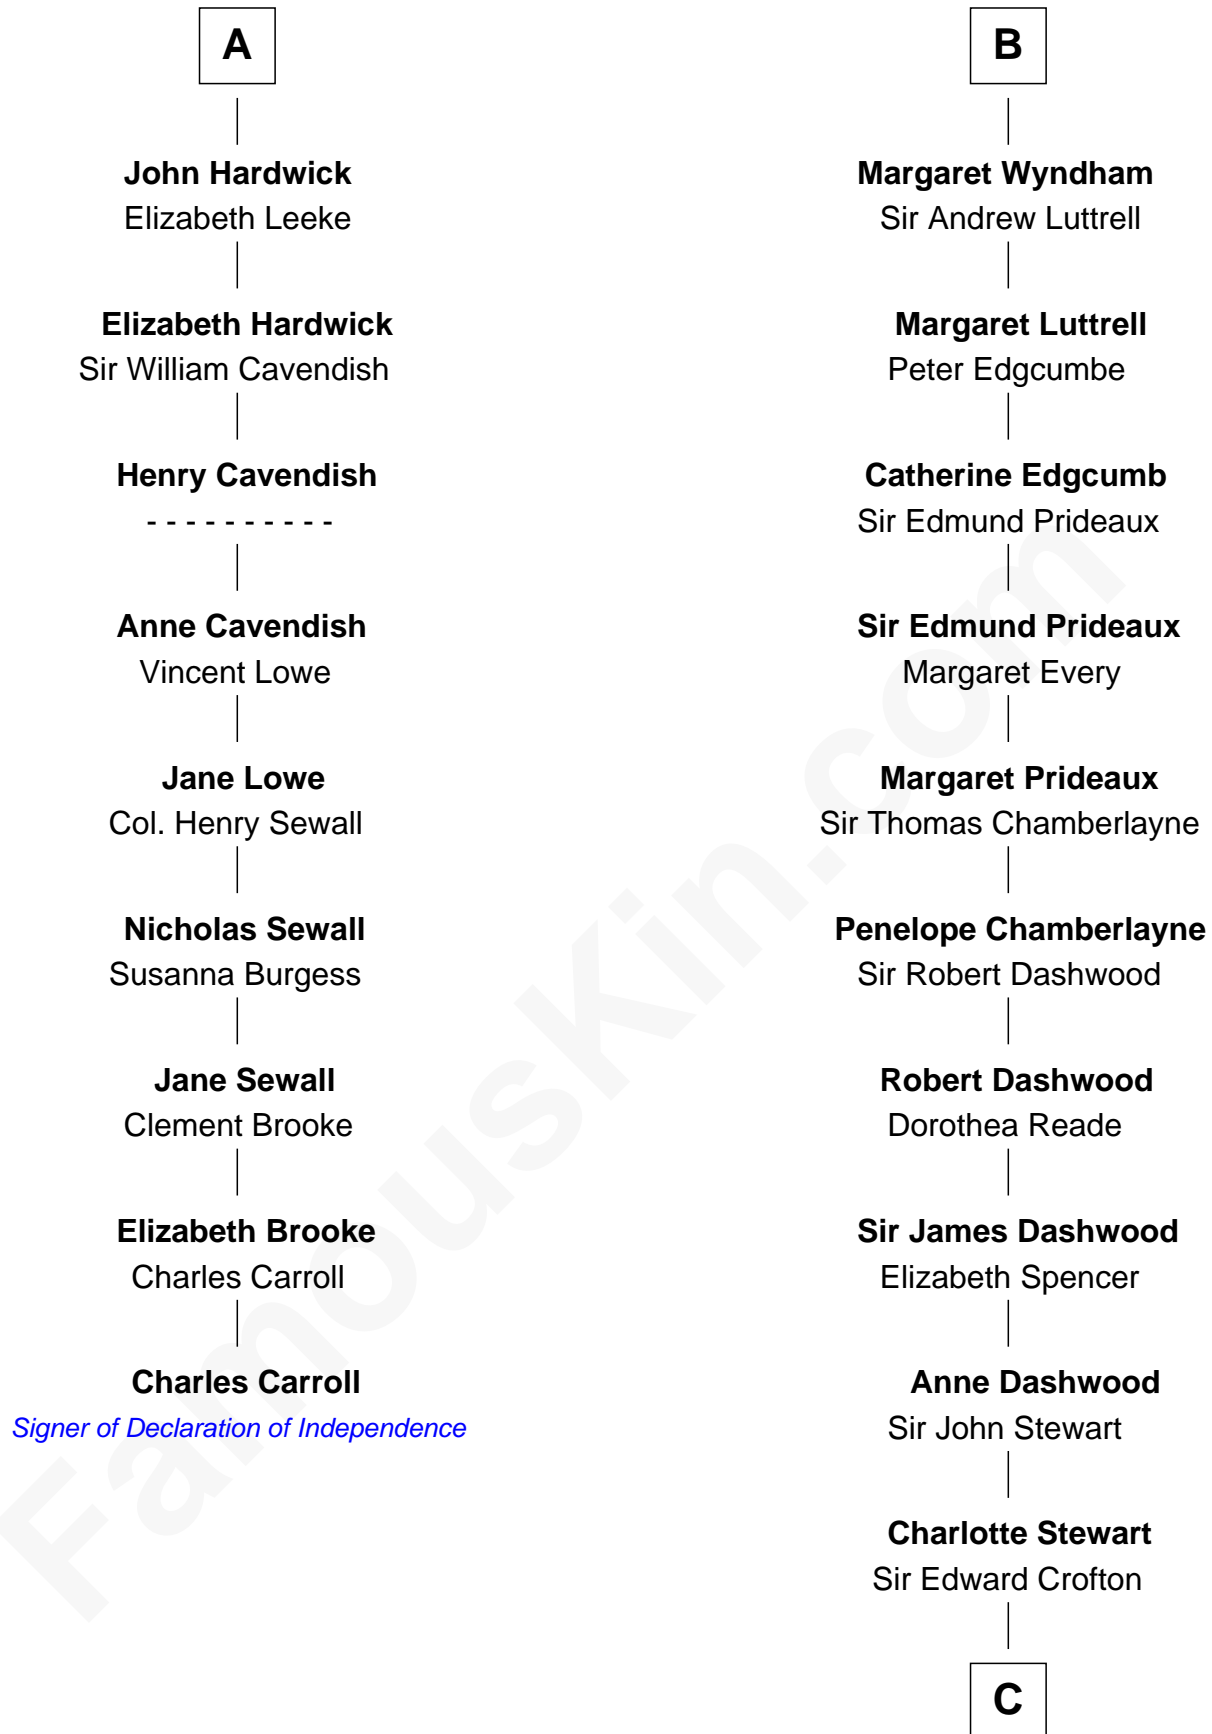 A
John Hardwick
Elizabeth Leeke
Elizabeth Hardwick
Sir William Cavendish
Henry Cavendish
- - - - - - - - - -
Anne Cavendish
Vincent Lowe
Jane Lowe
Col. Henry Sewall
Nicholas Sewall
Susanna Burgess
Jane Sewall
Clement Brooke
Elizabeth Brooke
Charles Carroll
Charles Carroll
Signer of Declaration of Independence
B
Margaret Wyndham
Sir Andrew Luttrell
Margaret Luttrell
Peter Edgcumbe
Catherine Edgcumb
Sir Edmund Prideaux
Sir Edmund Prideaux
Margaret Every
Margaret Prideaux
Sir Thomas Chamberlayne
Penelope Chamberlayne
Sir Robert Dashwood
Robert Dashwood
Dorothea Reade
Sir James Dashwood
Elizabeth Spencer
Anne Dashwood
Sir John Stewart
Charlotte Stewart
Sir Edward Crofton
C
FamousKin.com